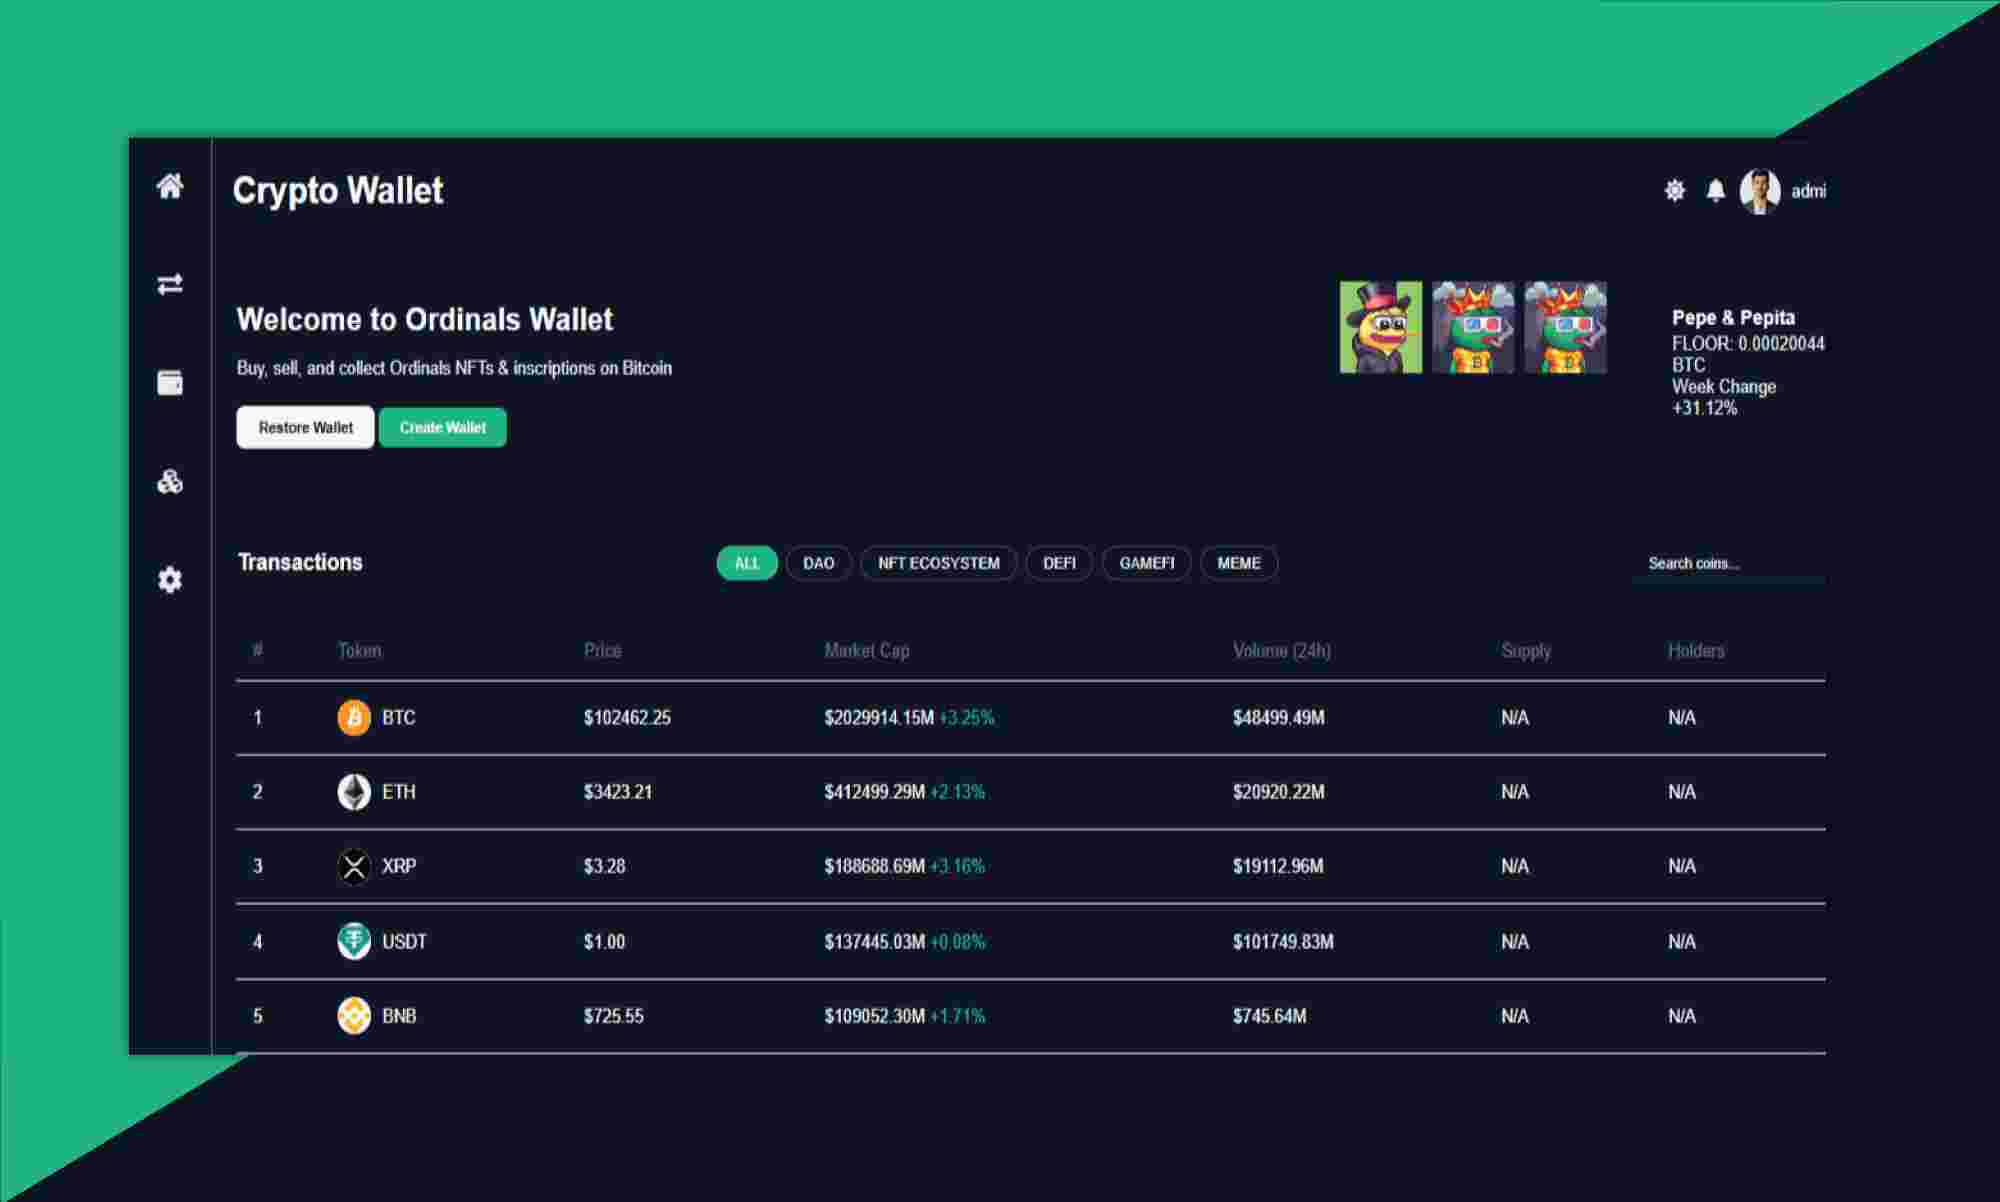 Crypto Wallet
admi
Welcome to Ordinals Wallet
Buy, sell, and collect Ordinals NFTs & inscriptions on Bitcoin
Restore Wallet Create Wallet
Pepe & Pepita
FLOOR: 0.00020044
BTC
Week Change
+31.12%
Transactions ALL DAO NFT ECOSYSTEM DEFI GAMEFI MEME Search coins...
# Token Price Market Cap Volume (24h) Supply Holders
1 BTC $102462.25 $2029914.15M +3.25% $48499.49M N/A N/A
2 ETH $3423.21 $412499.29M +2.13% $20920.22M N/A N/A
3 XRP $3.28 $188688.69M +3.16% $19112.96M N/A N/A
4 USDT $1.00 $137445.03M +0.08% $101749.83M N/A N/A
5 BNB $725.55 $109052.30M +1.71% $745.64M N/A N/A